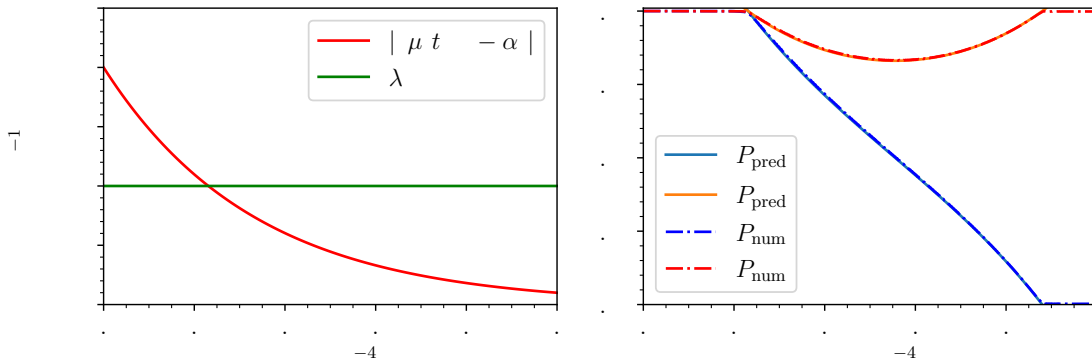 | μ t − α |
λ
−1
−4
P_pred
P_pred
P_num
P_num
−4